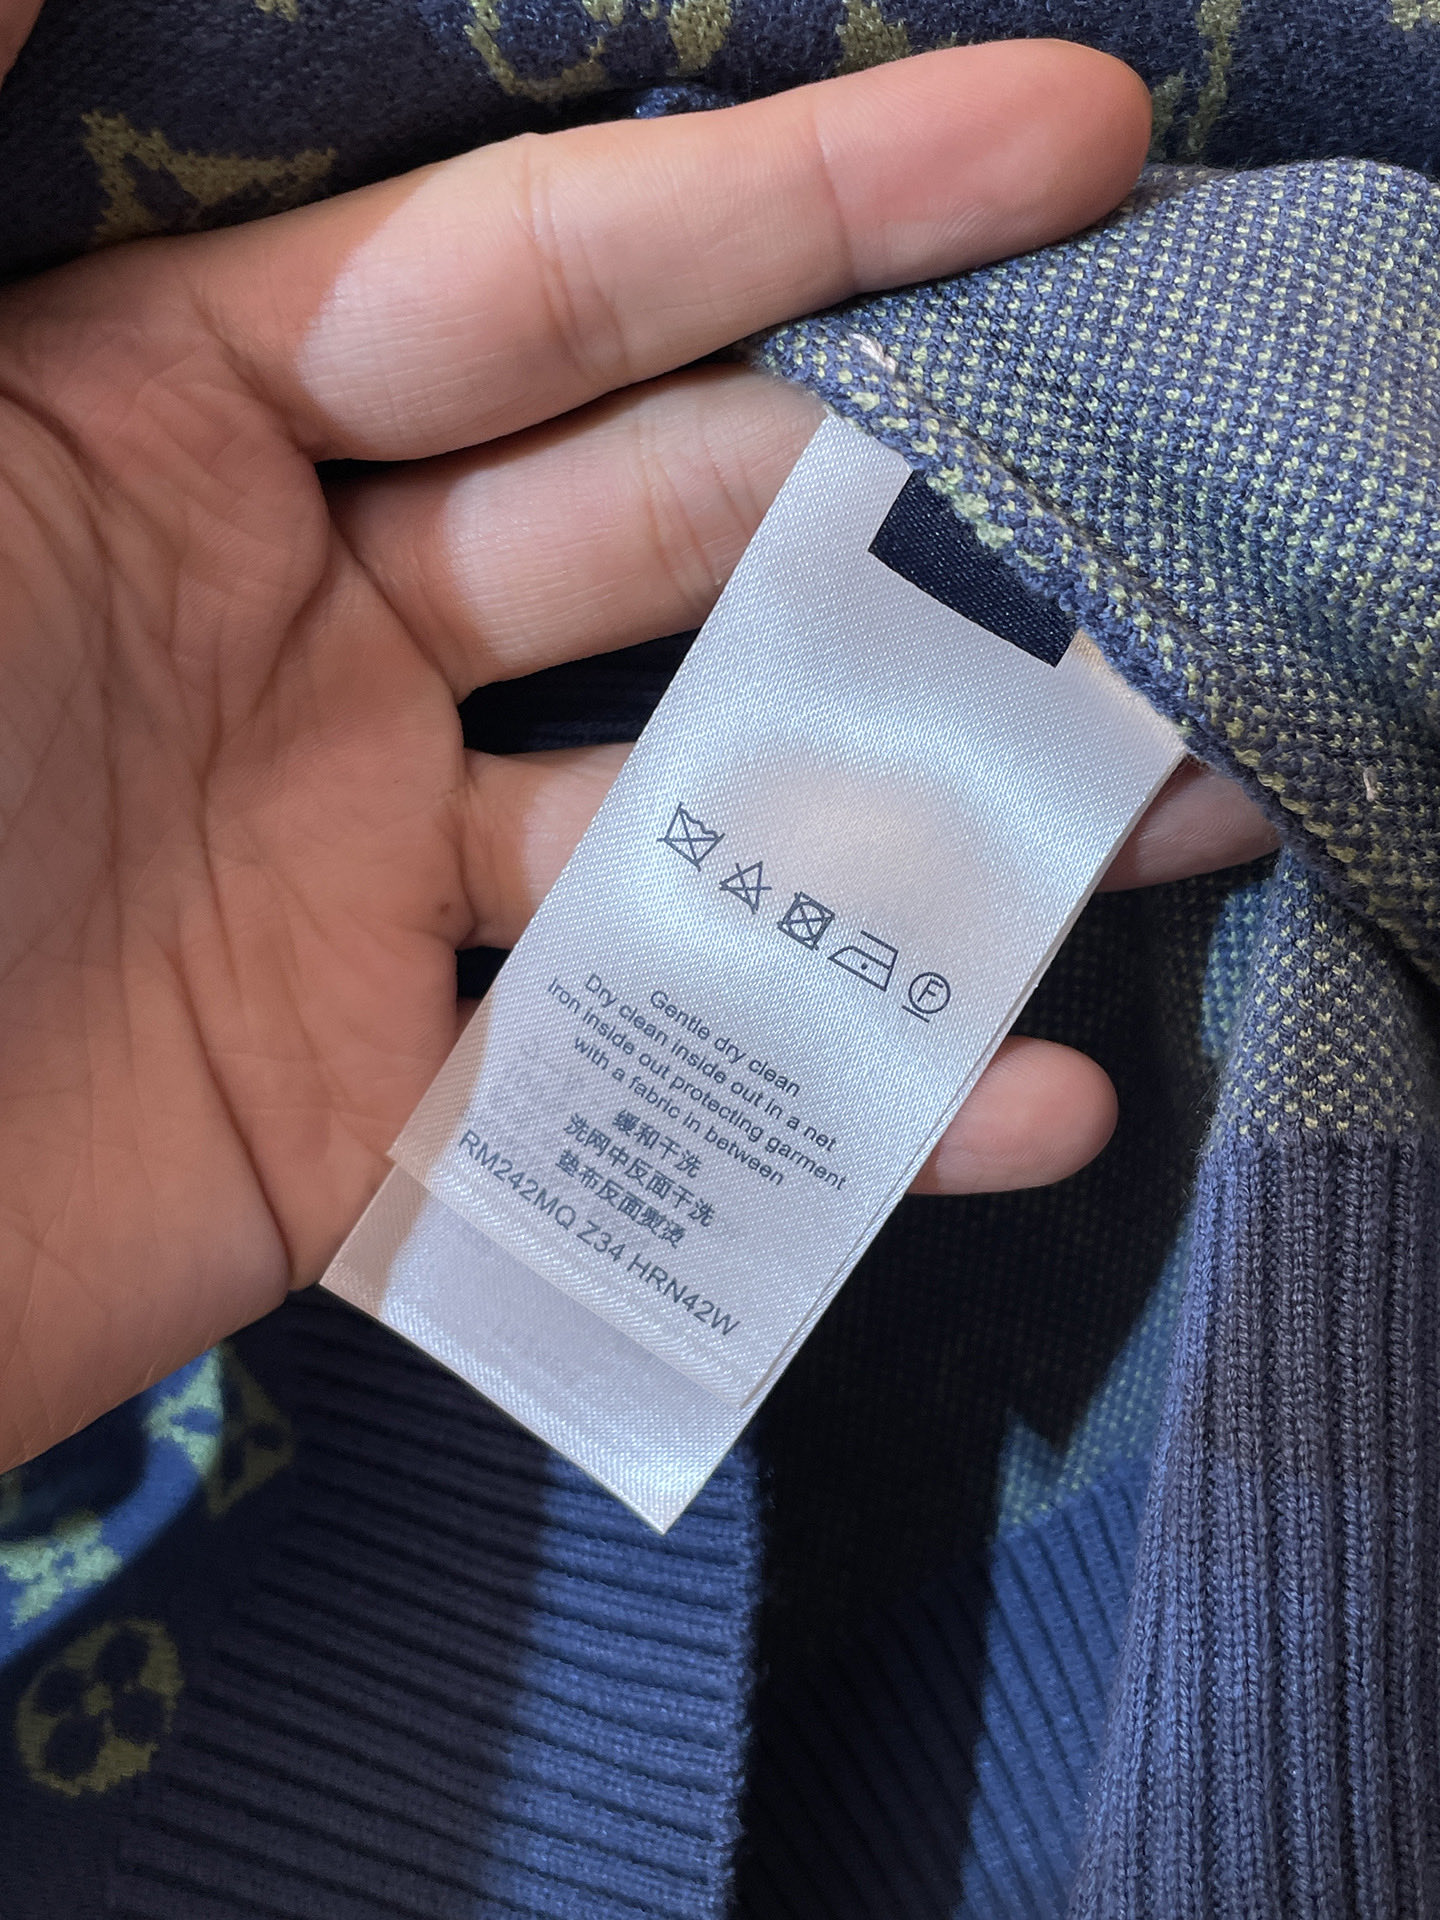 F
Gentle dry clean
Dry clean inside out in a net
Iron inside out protecting garment
with a fabric in between
缓和干洗
洗网中反面干洗
垫布反面熨烫
RM242MQ Z34 HRN42W